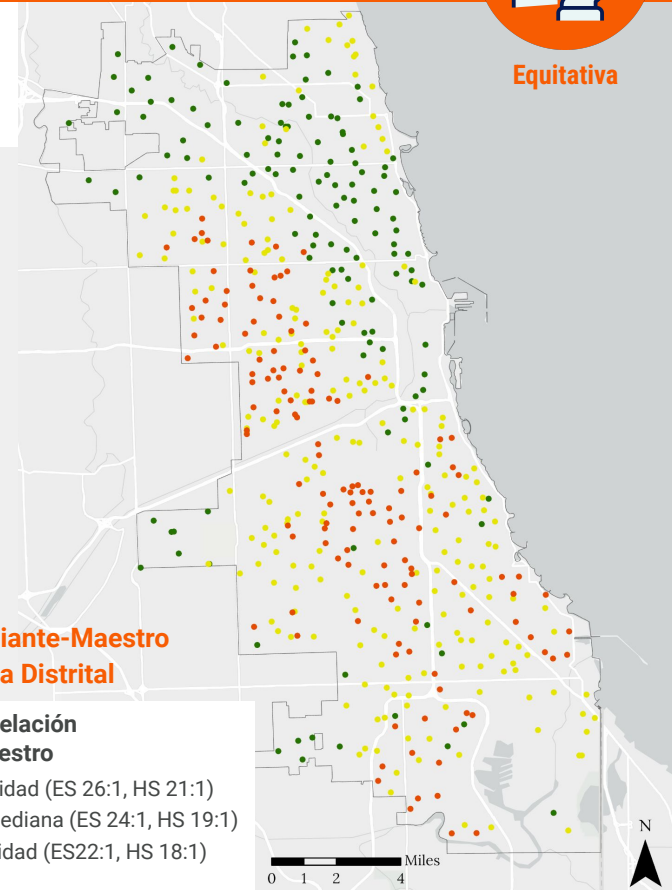 Equitativa
iante-Maestro
a Distrital
elación
estro
idad (ES 26:1, HS 21:1)
ediana (ES 24:1, HS 19:1)
idad (ES22:1, HS 18:1)
Miles
0 1 2 4
N